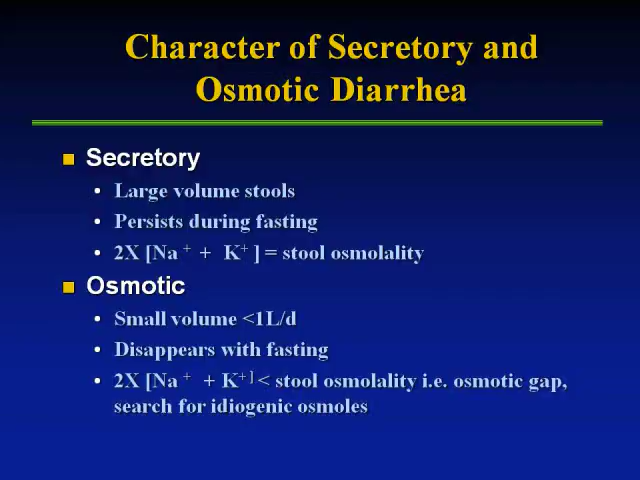 Character of Secretory and
Osmotic Diarrhea
Secretory
• Large volume stools
• Persists during fasting
• 2X [Na + + K+ ] = stool osmolality
Osmotic
• Small volume <1L/d
• Disappears with fasting
• 2X [Na + + K+ ] < stool osmolality i.e. osmotic gap,
search for idiogenic osmoles